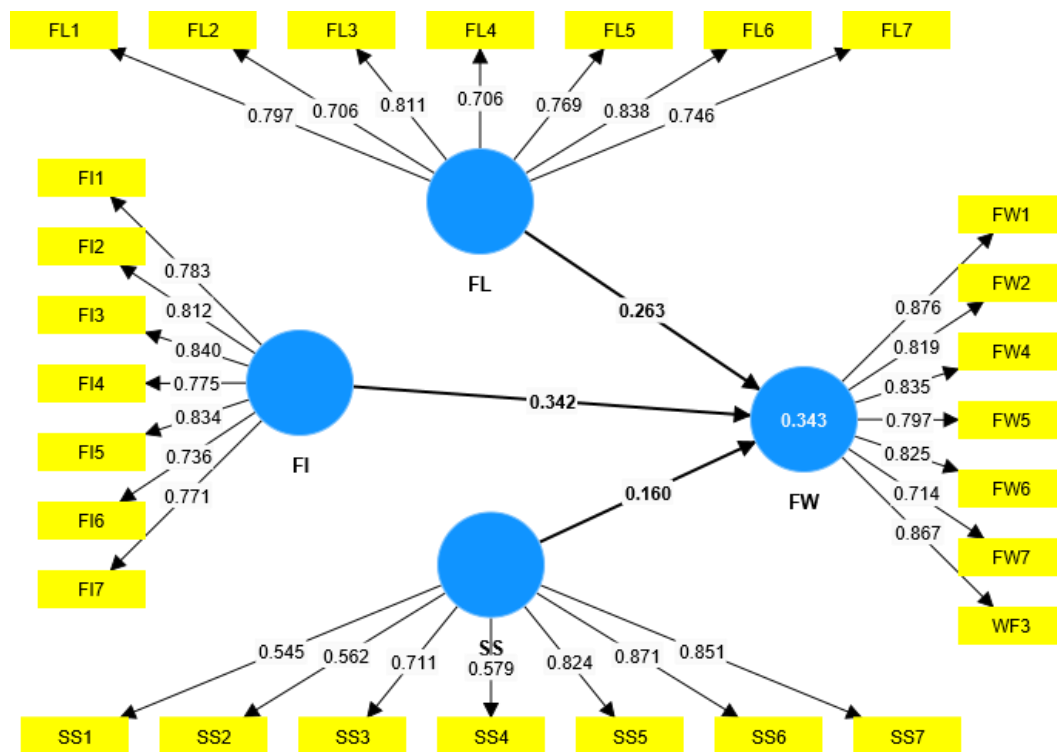 FL1 FL2 FL3 FL4 FL5 FL6 FL7
0.797 0.706 0.811 0.706 0.769 0.838 0.746
FL
FI1
FI2
FI3
FI4
FI5
FI6
FI7
0.783
0.812
0.840
0.775
0.834
0.736
0.771
FI
0.263
0.342
0.160
0.343
FW
0.876
0.819
0.835
0.797
0.825
0.714
0.867
FW1
FW2
FW4
FW5
FW6
FW7
WF3
SS
0.545 0.562 0.711 0.579 0.824 0.871 0.851
SS1 SS2 SS3 SS4 SS5 SS6 SS7